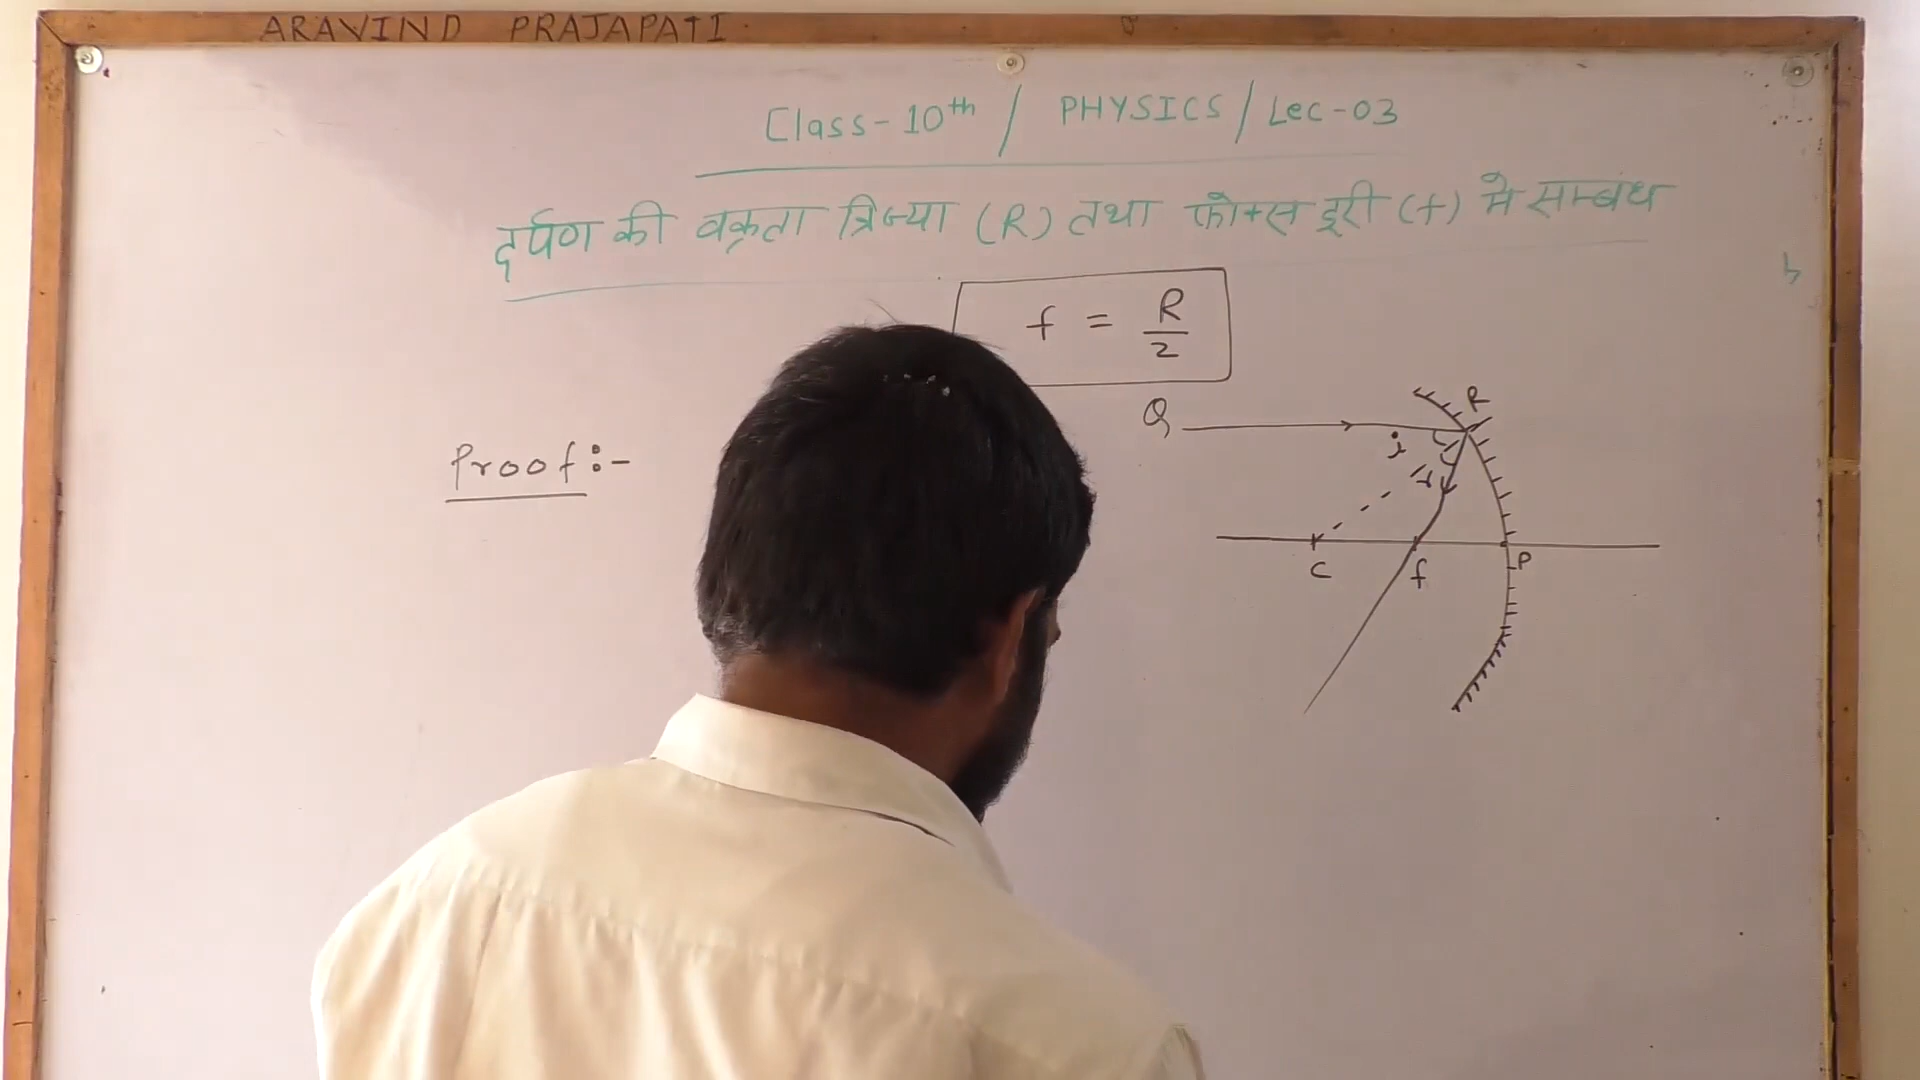 ARAVIND PRAJAPATI
Class-10th / PHYSICS / Lec-03
दर्पण की वक्रता त्रिज्या (R) तथा फोकस दूरी (f) मे सम्बंध
f = R/2
Proof :-
Q
R
i
r
C
f
P